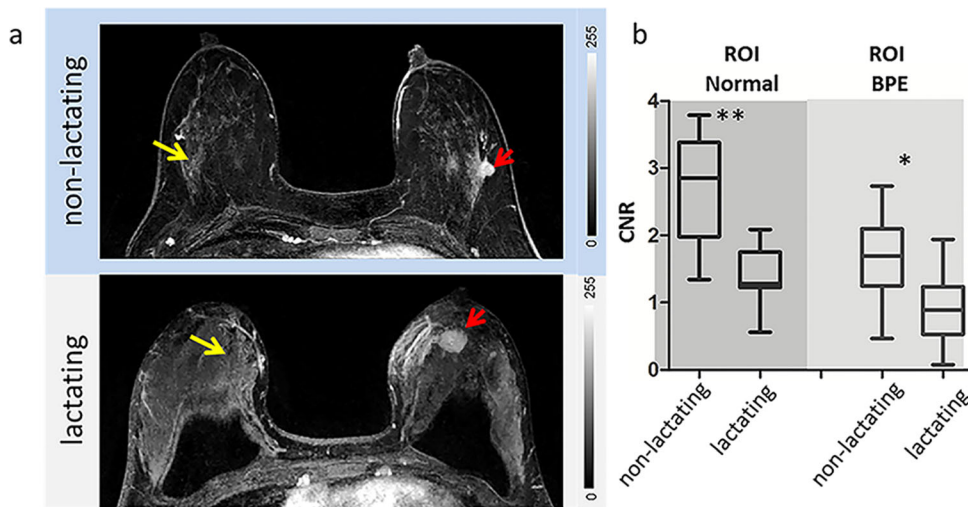 a
non-lactating
255
0
lactating
255
0
b
ROI
Normal
ROI
BPE
4
3
2
1
0
CNR
**
*
non-lactating
lactating
non-lactating
lactating